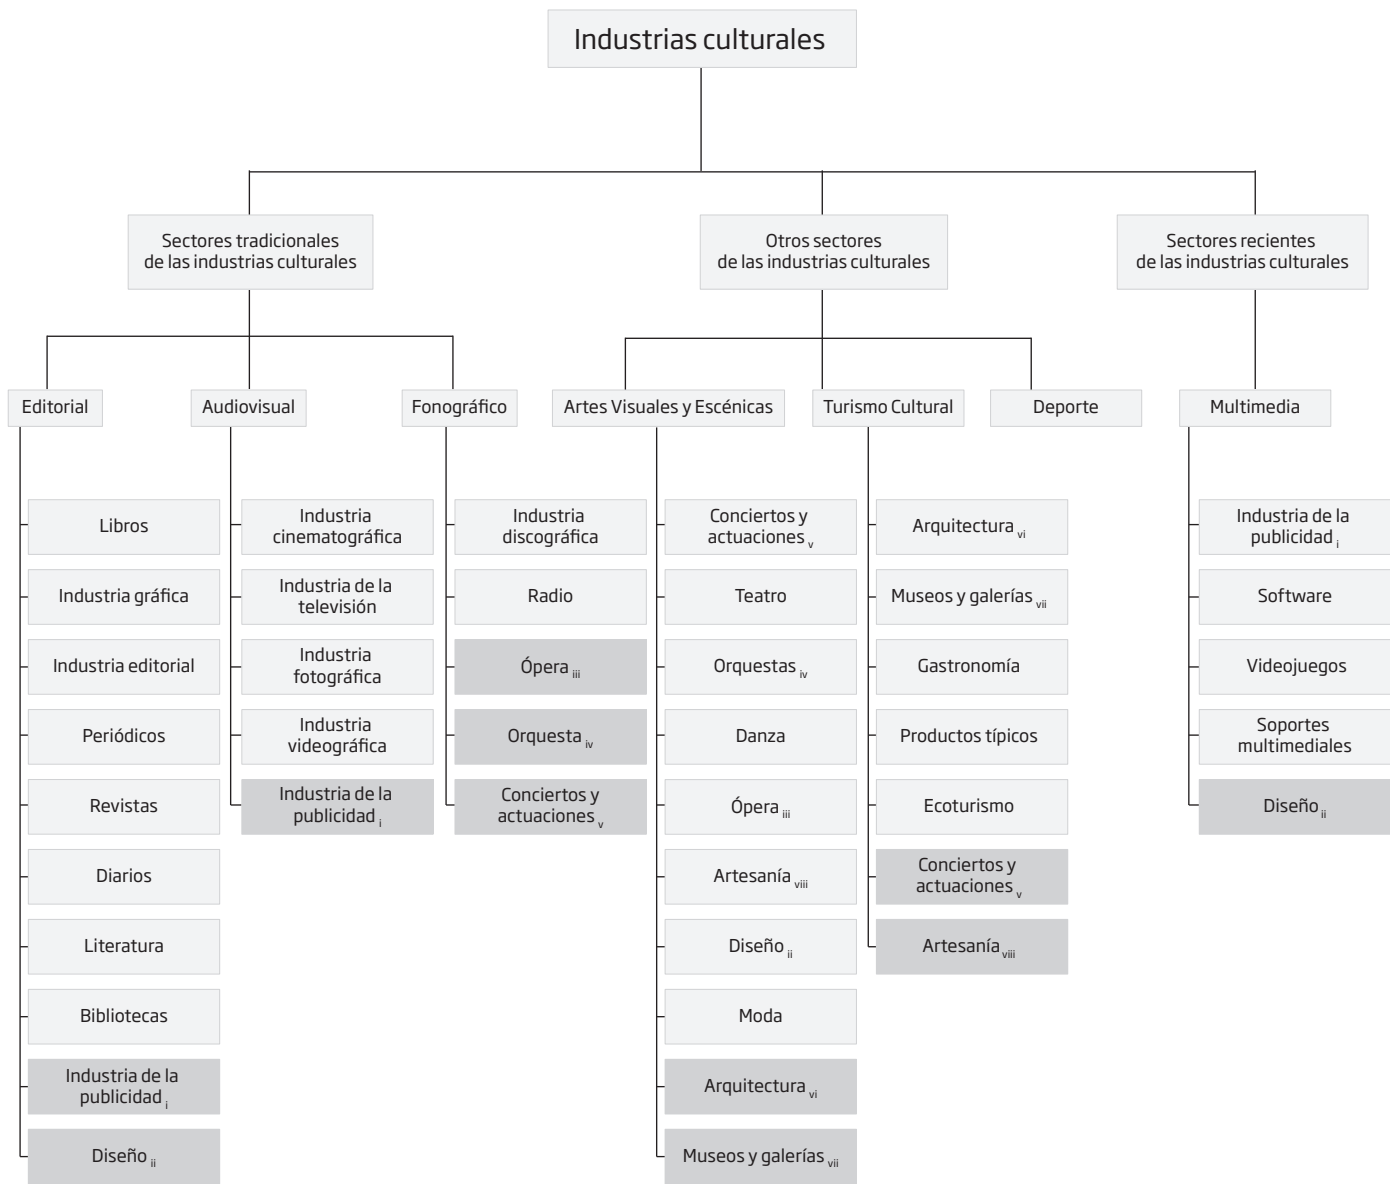 Industrias culturales
Sectores tradicionales
de las industrias culturales
Otros sectores
de las industrias culturales
Sectores recientes
de las industrias culturales
Editorial
Audiovisual
Fonográfico
Artes Visuales y Escénicas
Turismo Cultural
Deporte
Multimedia
Libros
Industria gráfica
Industria editorial
Periódicos
Revistas
Diarios
Literatura
Bibliotecas
Industria de la
publicidad i
Diseño ii
Industria
cinematográfica
Industria de la
televisión
Industria
fotográfica
Industria
videográfica
Industria de la
publicidad i
Industria
discográfica
Radio
Ópera iii
Orquesta iv
Conciertos y
actuaciones v
Conciertos y
actuaciones v
Teatro
Orquestas iv
Danza
Ópera iii
Artesanía viii
Diseño ii
Moda
Arquitectura vi
Museos y galerías vii
Arquitectura vi
Museos y galerías vii
Gastronomía
Productos típicos
Ecoturismo
Conciertos y
actuaciones v
Artesanía viii
Industria de la
publicidad i
Software
Videojuegos
Soportes
multimediales
Diseño ii